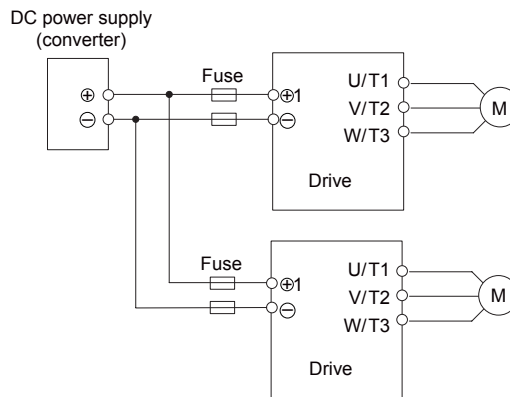 DC power supply
(converter)
Fuse
⊕
⊖
⊕1
⊖
U/T1
V/T2
W/T3
M
Drive
Fuse
⊕1
⊖
U/T1
V/T2
W/T3
M
Drive